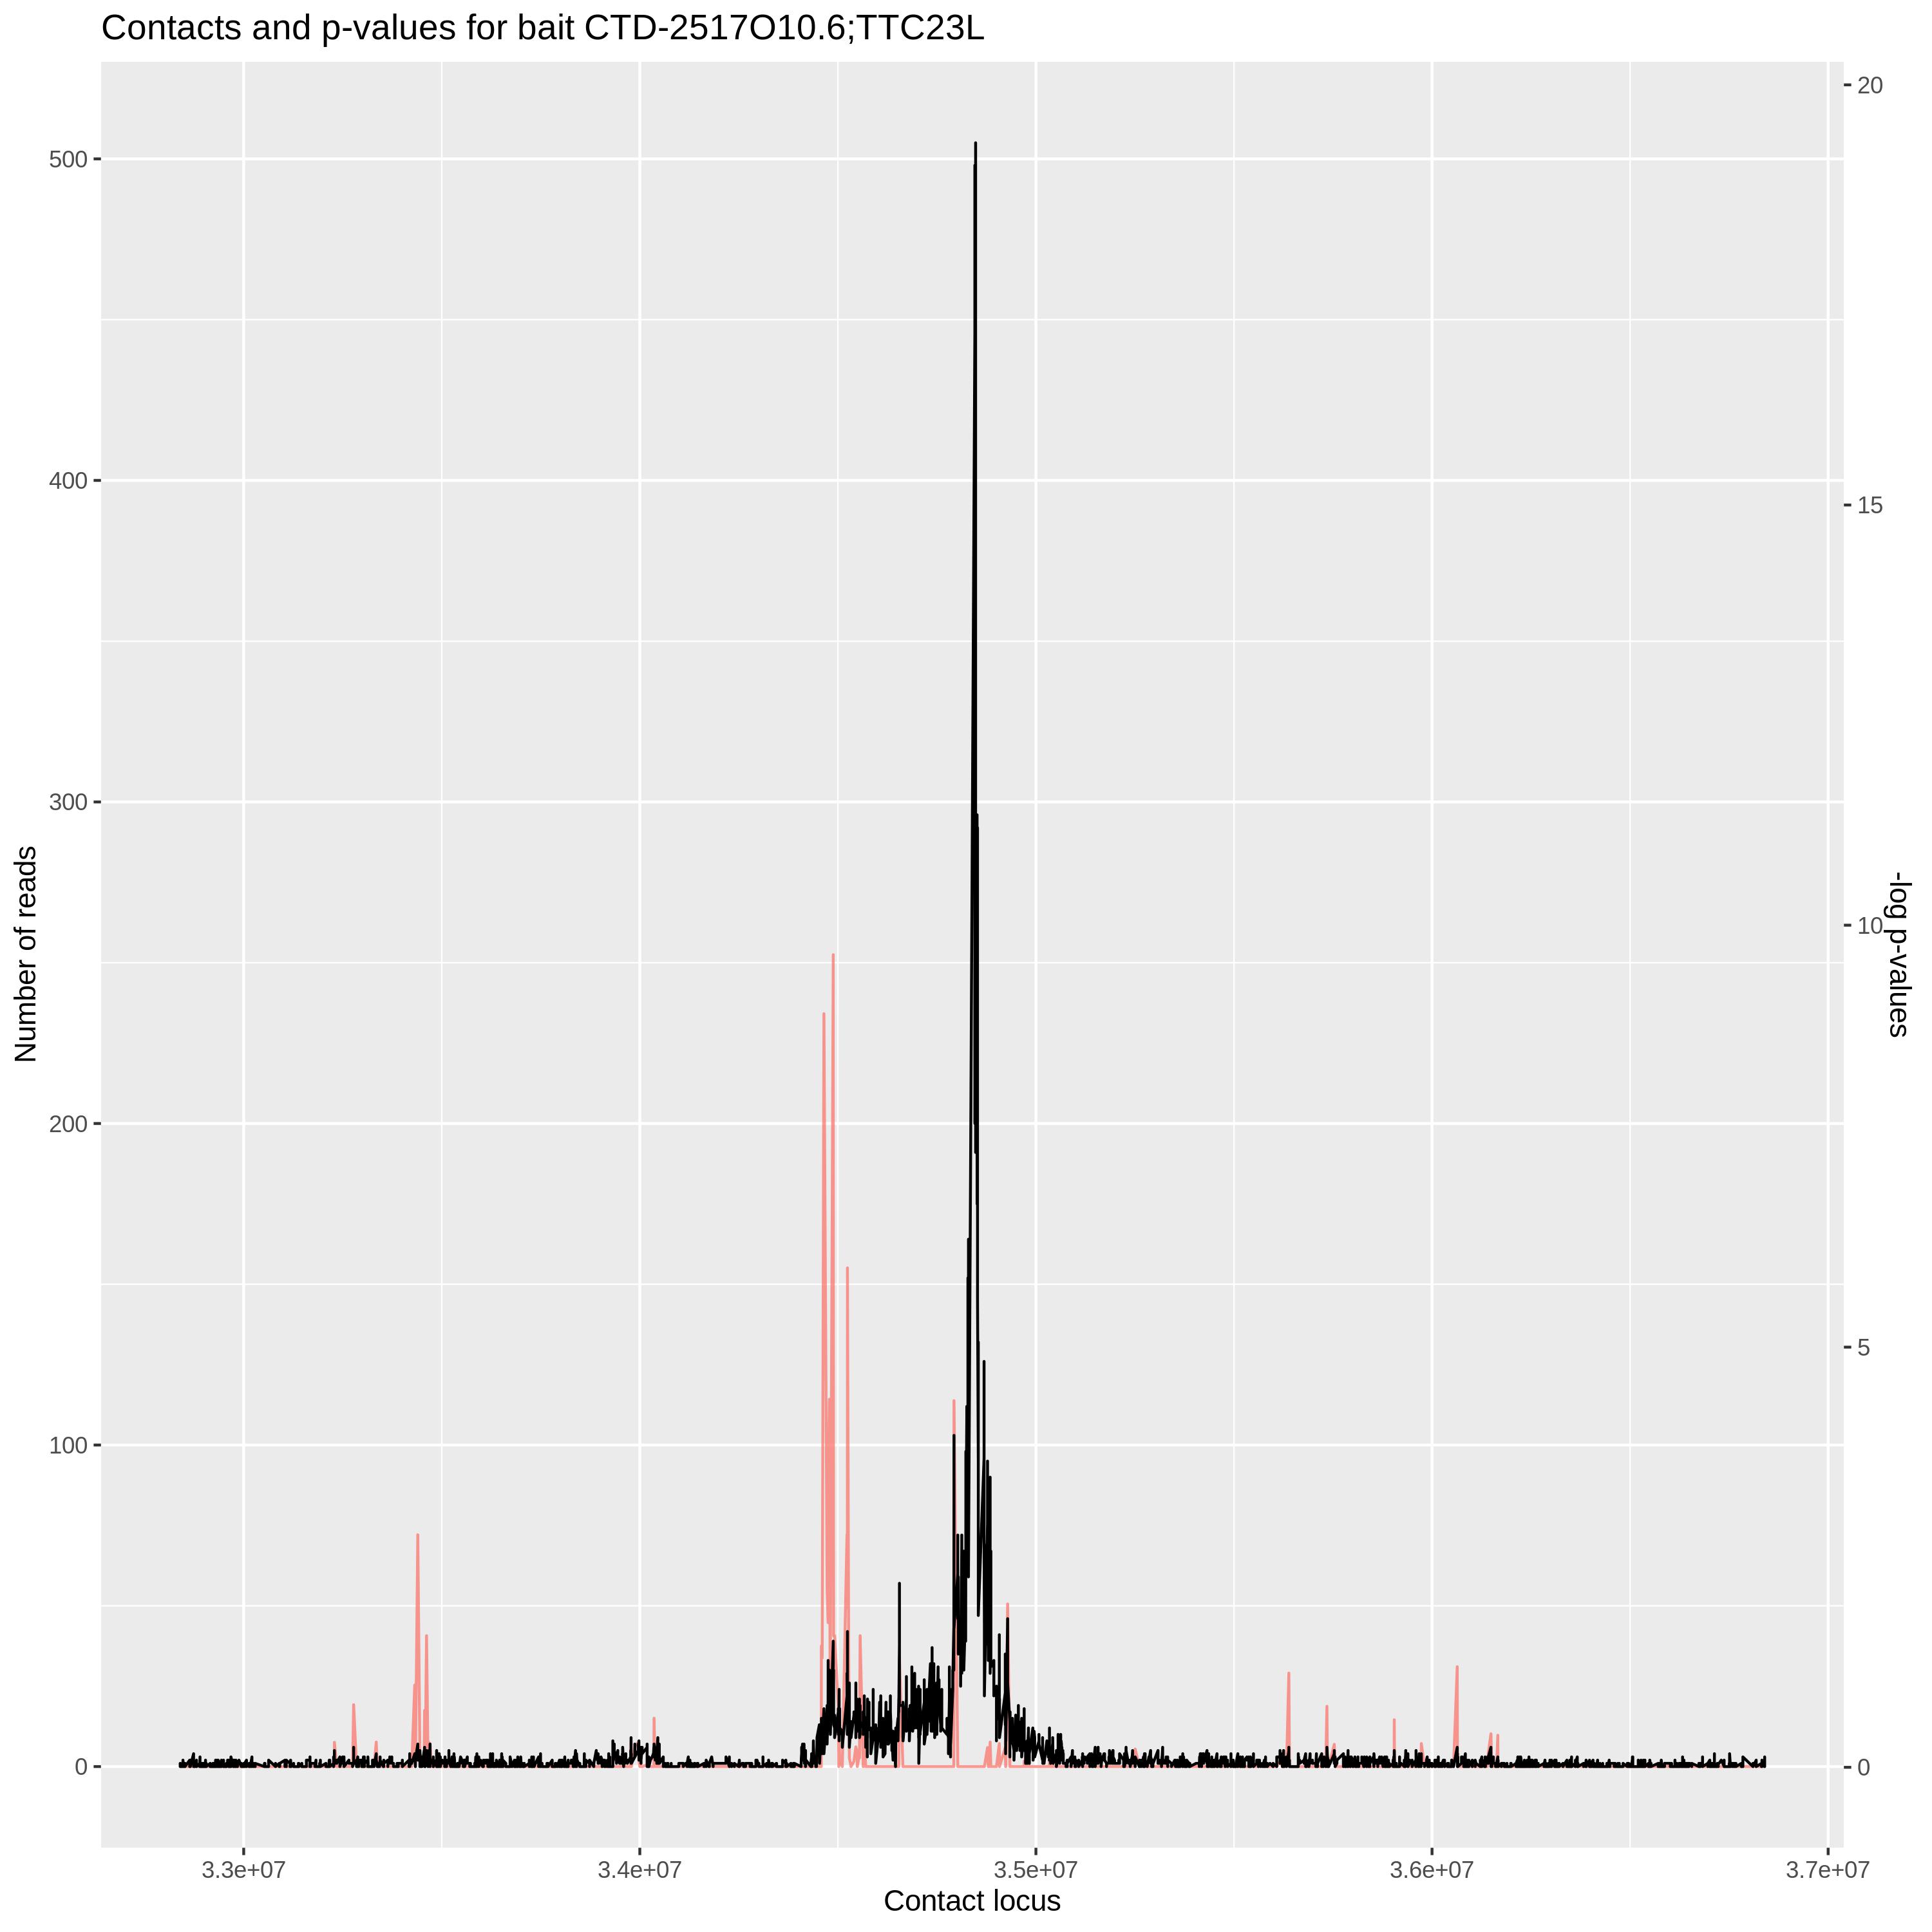 Contacts and p-values for bait CTD-2517O10.6;TTC23L
Number of reads
500
400
300
200
100
0
20
15
10
5
0
-log p-values
3.3e+07
3.4e+07
3.5e+07
3.6e+07
3.7e+07
Contact locus